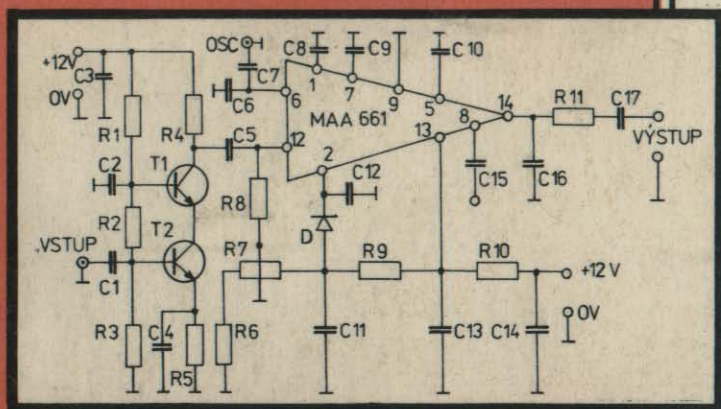 OSC
C8
C9
C10
+12V
C3
C7
0V
C6
1
7
9
5
14
R11
C17
6
MAA 661
R1
R4
C5
12
2
13
8
VÝSTUP
C2
T1
C12
C15
C16
R2
R8
T2
D
VSTUP
R7
R9
R10
+12 V
C1
0V
R3
C4
R6
C11
C13
C14
R5